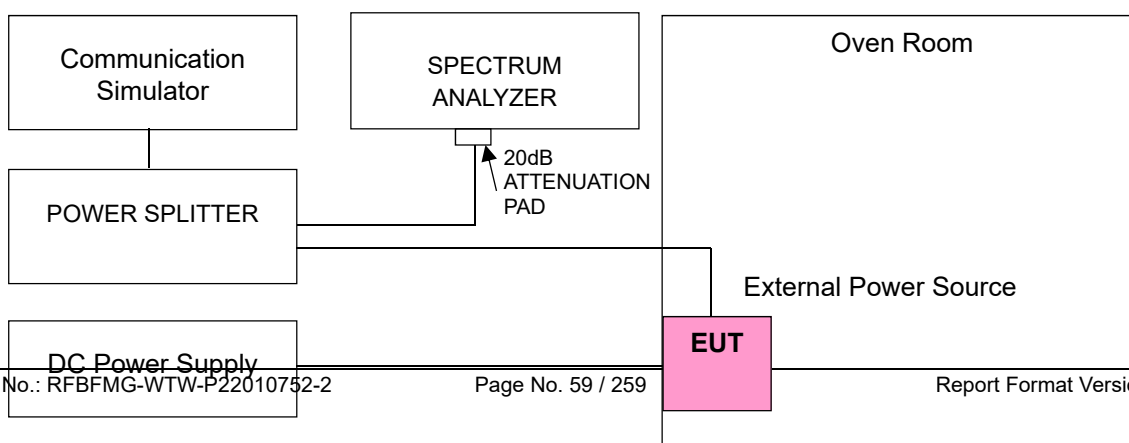 Communication
Simulator
SPECTRUM
ANALYZER
Oven Room
20dB
ATTENUATION
PAD
POWER SPLITTER
External Power Source
EUT
DC Power Supply
No.: RFBFMG-WTW-P22010752-2
Page No. 59 / 259
Report Format